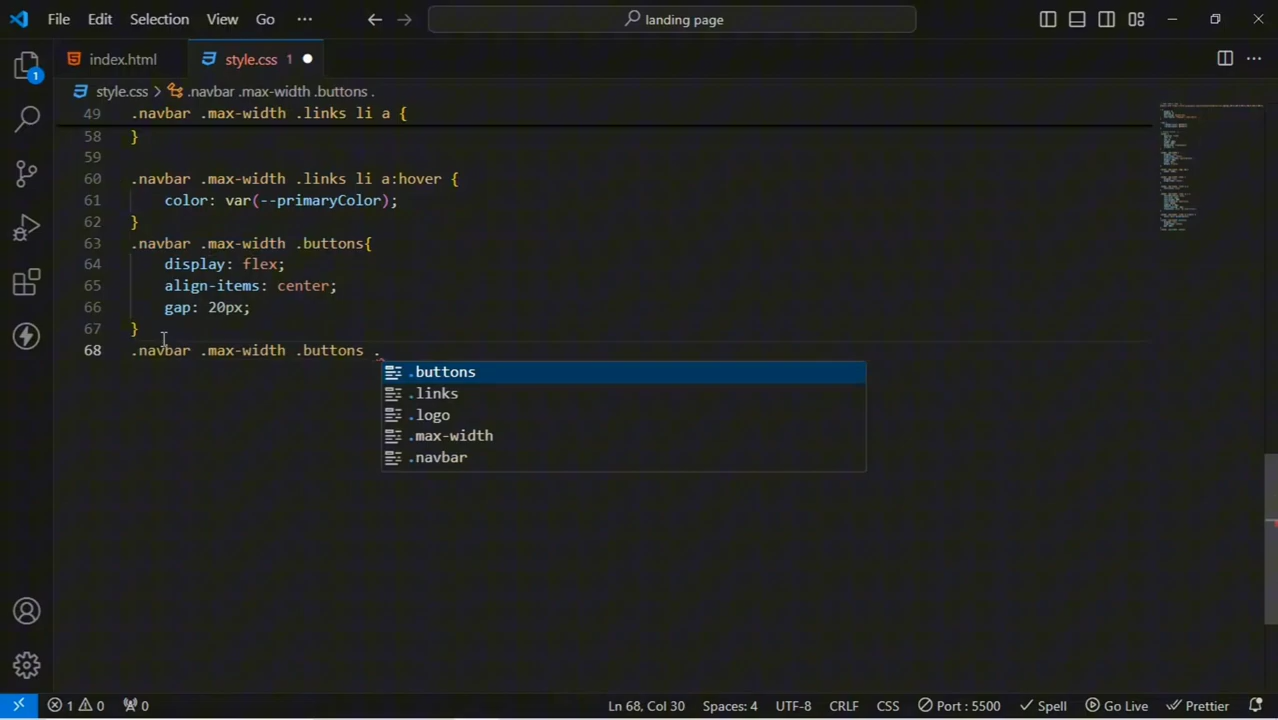 File Edit Selection View Go ··· landing page
index.html style.css 1
style.css > .navbar .max-width .buttons .
49 .navbar .max-width .links li a {
58 }
59
60 .navbar .max-width .links li a:hover {
61 color: var(--primaryColor);
62 }
63 .navbar .max-width .buttons{
64 display: flex;
65 align-items: center;
66 gap: 20px;
67 }
68 .navbar .max-width .buttons .
.buttons
.links
.logo
.max-width
.navbar
1
1 0 0 Ln 68, Col 30 Spaces: 4 UTF-8 CRLF CSS Port : 5500 Spell Go Live Prettier